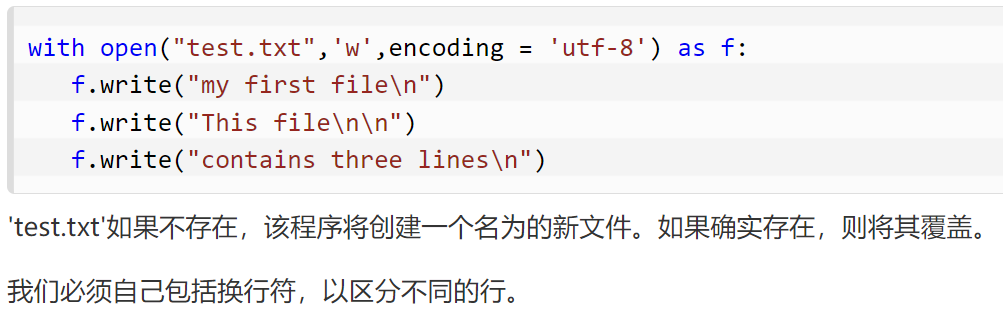 with open("test.txt",'w',encoding = 'utf-8') as f:
   f.write("my first file\n")
   f.write("This file\n\n")
   f.write("contains three lines\n")
'test.txt'如果不存在，该程序将创建一个名为的新文件。如果确实存在，则将其覆盖。
我们必须自己包括换行符，以区分不同的行。